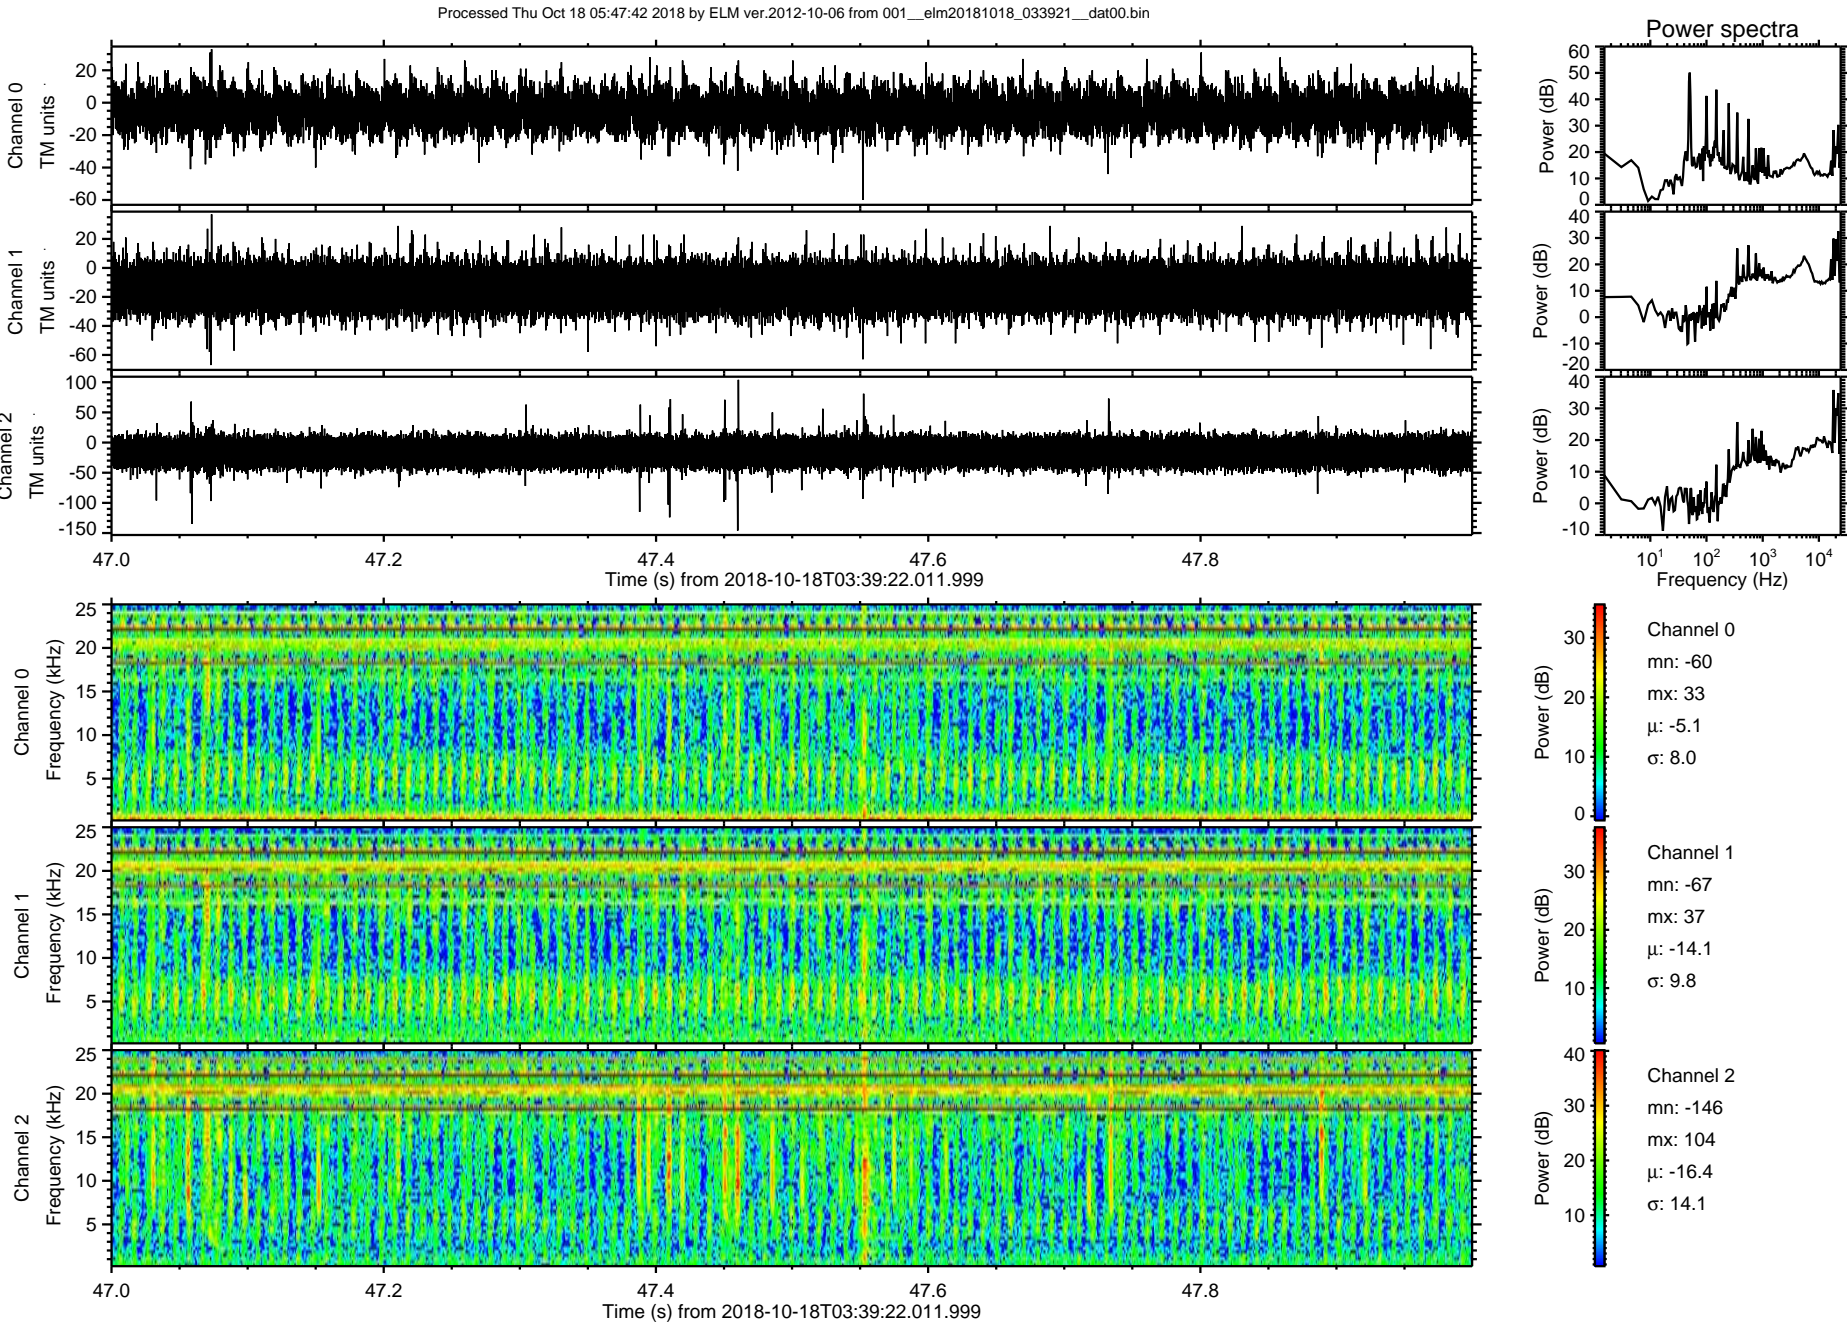 Processed Thu Oct 18 05:47:42 2018 by ELM ver.2012-10-06 from 001__elm20181018_033921__dat00.bin
Power spectra
Channel 0
TM units
20
0
-20
-40
-60
Power (dB)
60
50
40
30
20
10
0
Channel 1
TM units
20
0
-20
-40
-60
Power (dB)
40
30
20
10
0
-10
-20
Channel 2
TM units
100
50
0
-50
-100
-150
Power (dB)
40
30
20
10
0
-10
47.0 47.2 47.4 47.6 47.8
Time (s) from 2018-10-18T03:39:22.011.999
10^1 10^2 10^3 10^4
Frequency (Hz)
Channel 0
Frequency (kHz)
25
20
15
10
5
Power (dB)
30
20
10
0
Channel 0
mn: -60
mx: 33
μ: -5.1
σ: 8.0
Channel 1
Frequency (kHz)
25
20
15
10
5
Power (dB)
30
20
10
Channel 1
mn: -67
mx: 37
μ: -14.1
σ: 9.8
Channel 2
Frequency (kHz)
25
20
15
10
5
Power (dB)
40
30
20
10
Channel 2
mn: -146
mx: 104
μ: -16.4
σ: 14.1
47.0 47.2 47.4 47.6 47.8
Time (s) from 2018-10-18T03:39:22.011.999